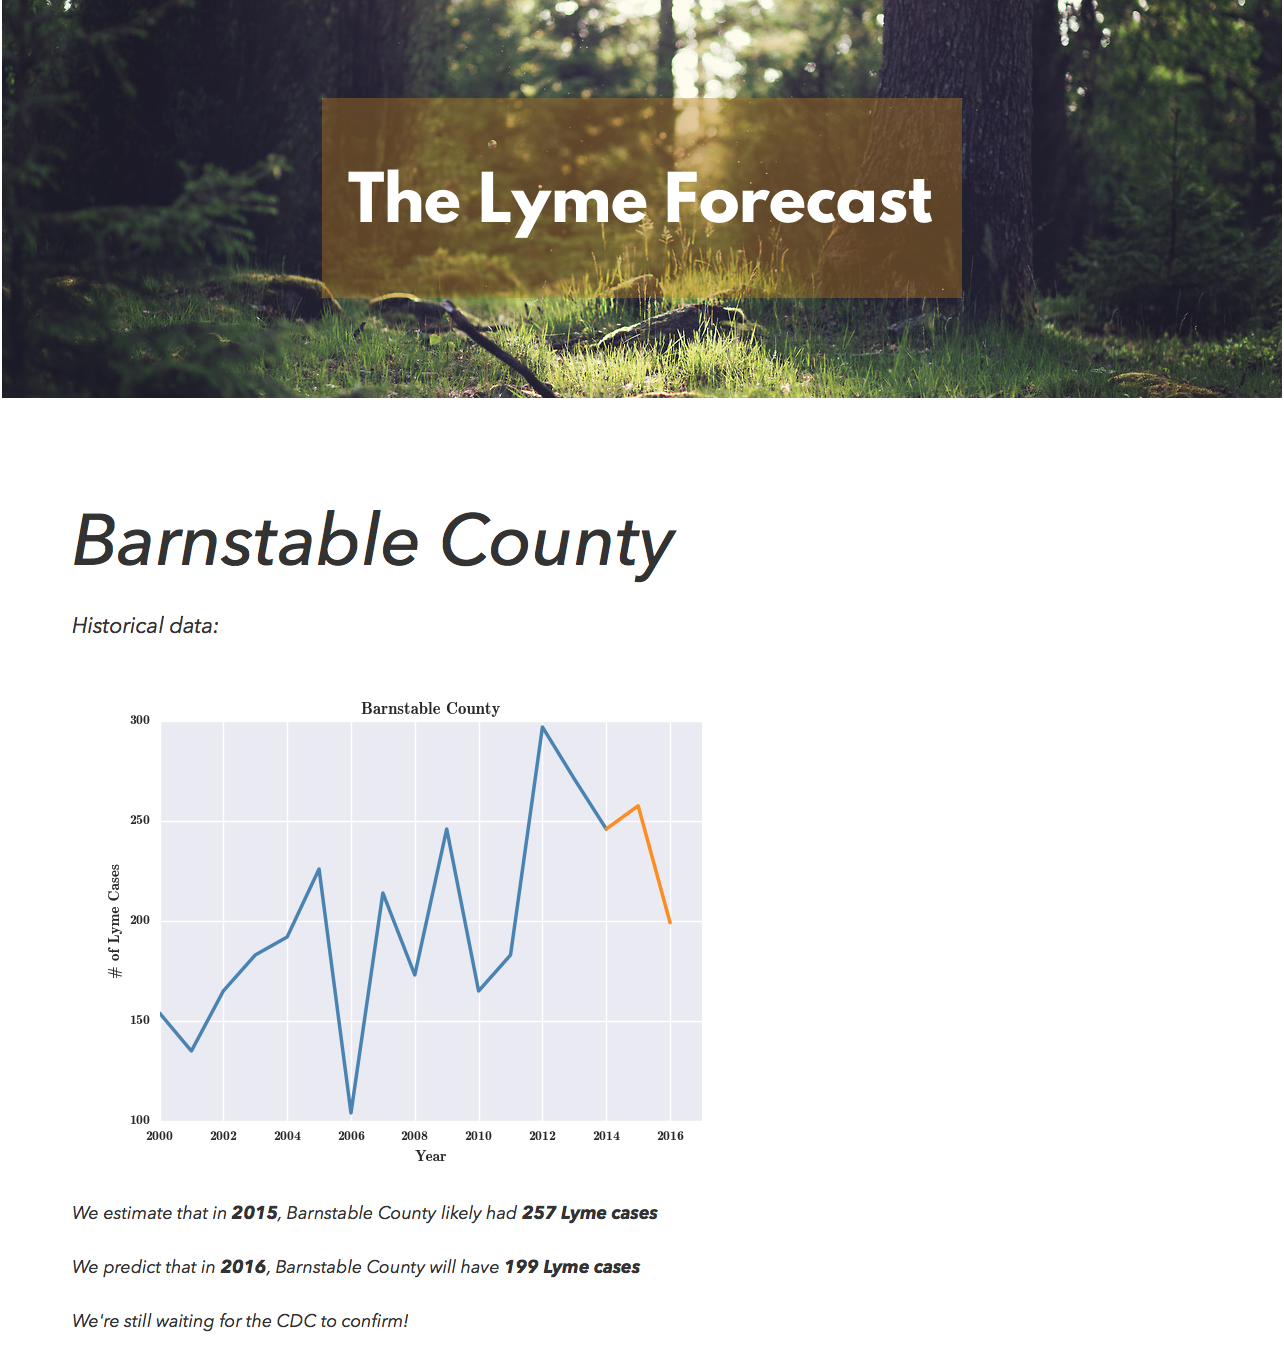 The Lyme Forecast
Barnstable County
Historical data:
Barnstable County
300
250
200
150
100
# of Lyme Cases
2000 2002 2004 2006 2008 2010 2012 2014 2016
Year
We estimate that in 2015, Barnstable County likely had 257 Lyme cases
We predict that in 2016, Barnstable County will have 199 Lyme cases
We're still waiting for the CDC to confirm!